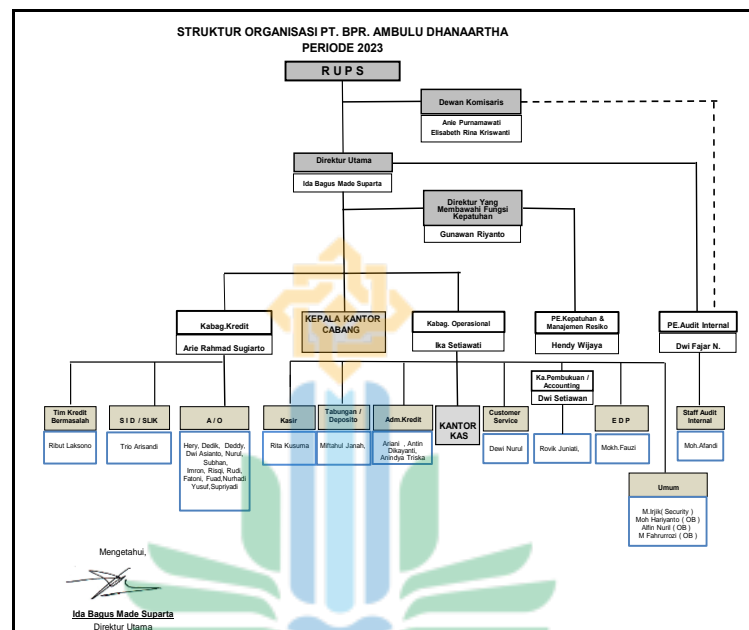 STRUKTUR ORGANISASI PT. BPR. AMBULU DHANAARTHA
PERIODE 2023
R U P S
Dewan Komisaris
Anie Purnamawati
Elisabeth Rina Kriswanti
Direktur Utama
Ida Bagus Made Suparta
Direktur Yang
Membawahi Fungsi
Kepatuhan
Gunawan Riyanto
Kabag.Kredit
Arie Rahmad Sugiarto
KEPALA KANTOR
CABANG
Kabag. Operasional
Ika Setiawati
PE.Kepatuhan &
Manajemen Resiko
Hendy Wijaya
PE.Audit Internal
Dwi Fajar N.
Ka.Pembukuan /
Accounting
Dwi Setiawan
Tim Kredit
Bermasalah
Ribut Laksono
S I D / SLIK
Trio Arisandi
A / O
Hery, Dedik, Deddy,
Dwi Asianto, Nurul,
Subhan,
Imron, Risqi, Rudi,
Fatoni, Fuad,Nurhadi
Yusuf,Supriyadi
Kasir
Rita Kusuma
Tabungan /
Deposito
Miftahul Janah,
Adm.Kredit
Ariani , Antin
Dikayanti,
Anindya Triska
KANTOR
KAS
Customer
Service
Dewi Nurul
Rovik Juniati,
E D P
Mokh.Fauzi
Staff Audit
Internal
Moh.Afandi
Umum
M.Irjik( Security )
Moh Hariyanto ( OB )
Alfin Nuril ( OB )
M Fahrurrozi ( OB )
Mengetahui,
Ida Bagus Made Suparta
Direktur Utama